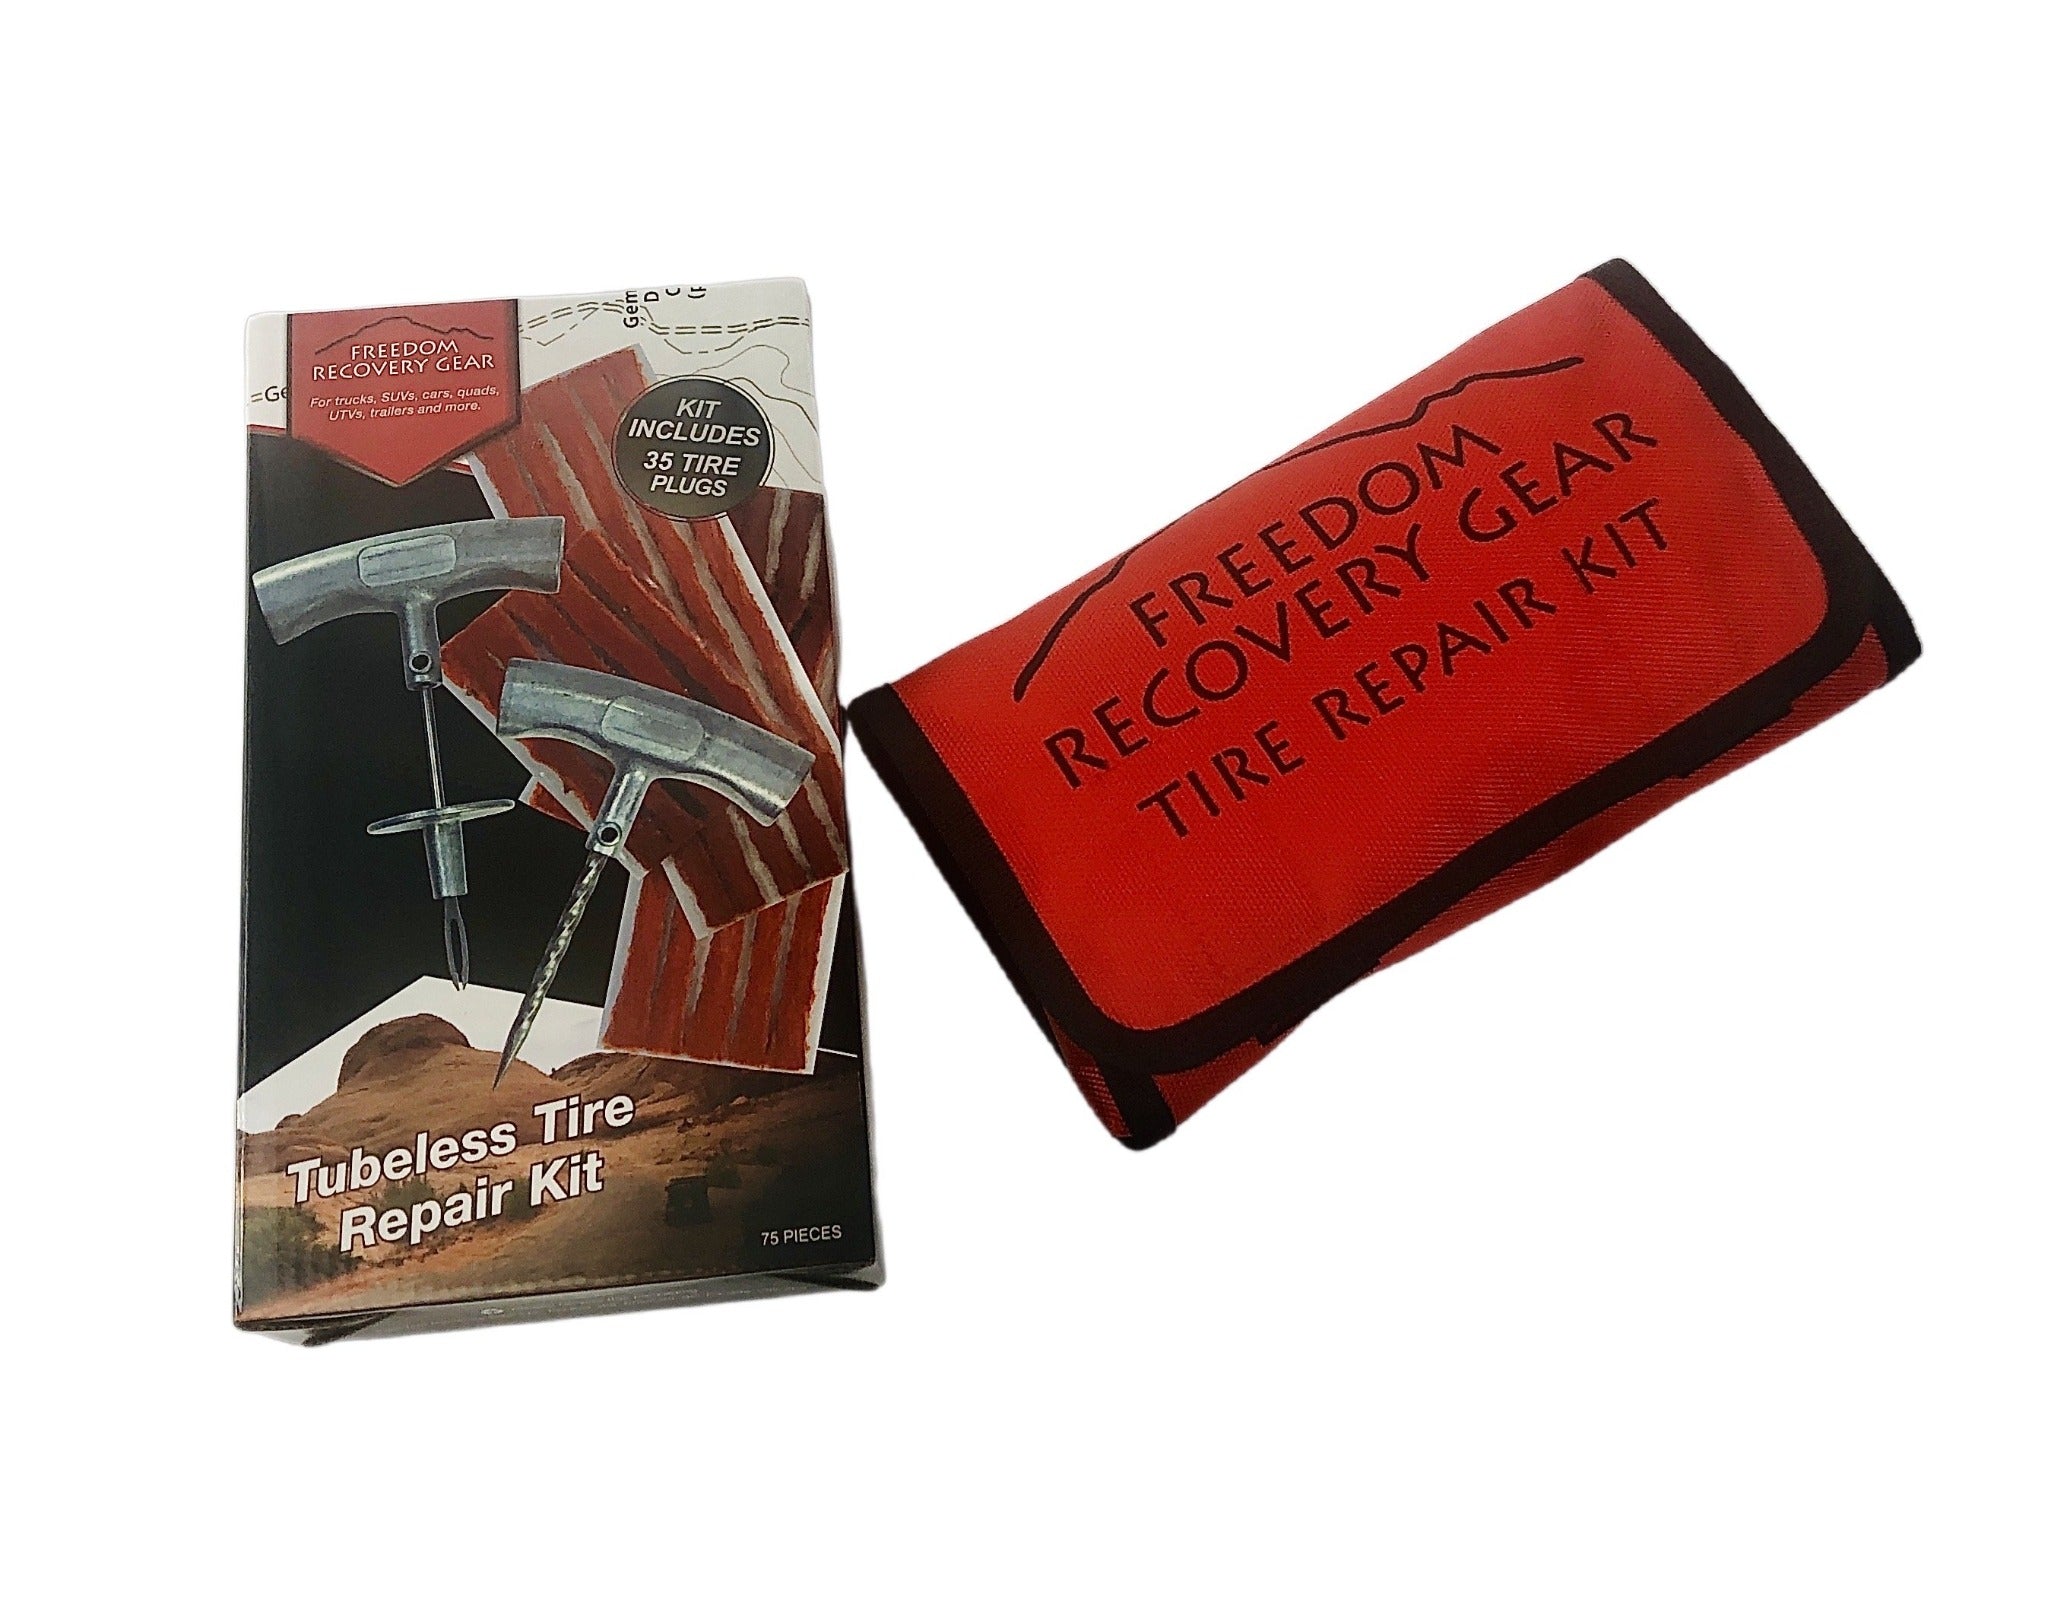 FREEDOM
RECOVERY GEAR
For trucks, SUVs, cars, quads,
UTVs, trailers and more.
KIT
INCLUDES
35 TIRE
PLUGS
Tubeless Tire
Repair Kit
75 PIECES
FREEDOM
RECOVERY GEAR
TIRE REPAIR KIT